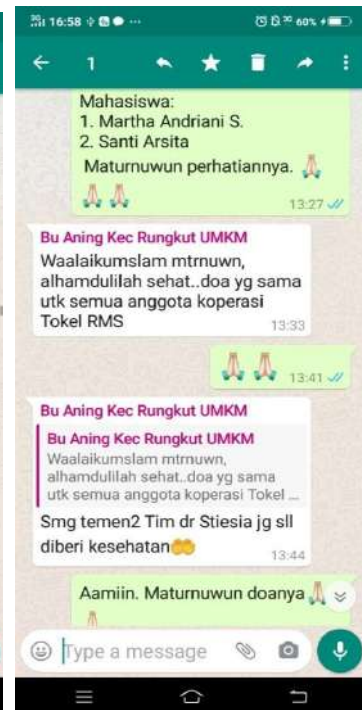 16:58
60%
1
Mahasiswa:
1. Martha Andriani S.
2. Santi Arsita
Maturnuwun perhatiannya. 🙏
🙏 🙏
13:27
Bu Aning Kec Rungkut UMKM
Waalaikumslam mtrnuwn,
alhamdulilah sehat..doa yg sama
utk semua anggota koperasi
Tokel RMS
13:33
🙏 🙏
13:41
Bu Aning Kec Rungkut UMKM
Bu Aning Kec Rungkut UMKM
Waalaikumslam mtrnuwn,
alhamdulilah sehat..doa yg sama
utk semua anggota koperasi Tokel ...
Smg temen2 Tim dr Stiesia jg sll
diberi kesehatan🤲
13:44
Aamiin. Maturnuwun doanya 🙏
🙏
Type a message